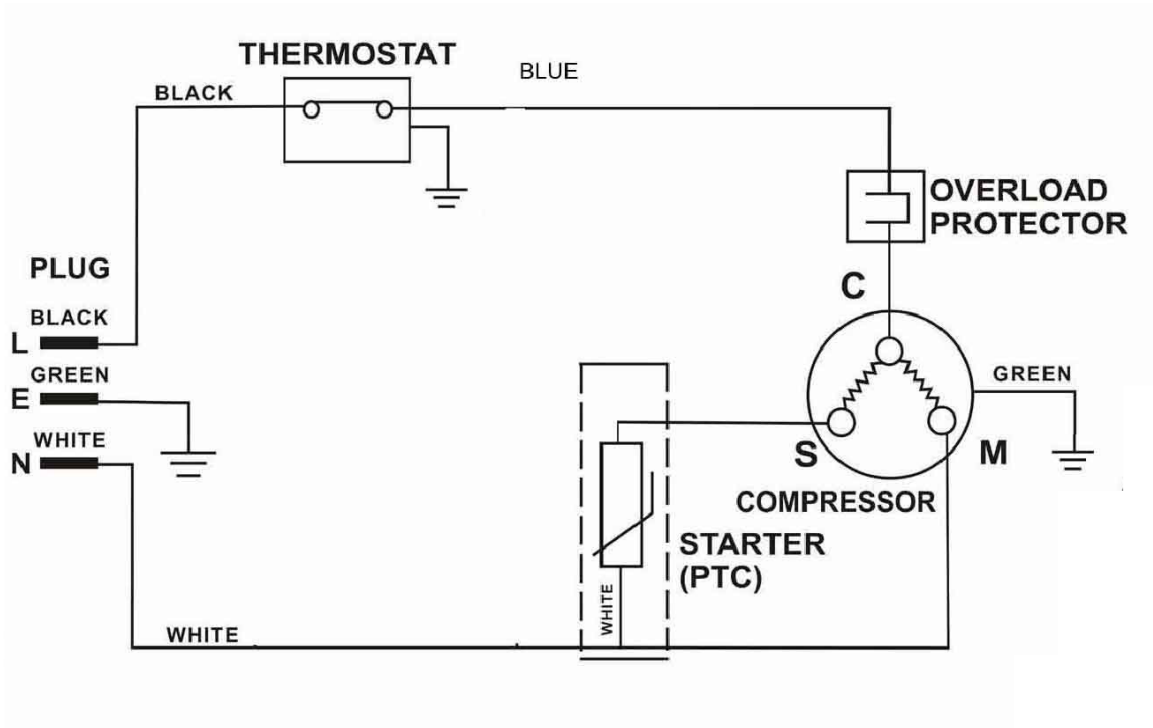 THERMOSTAT
BLUE
BLACK
OVERLOAD
PROTECTOR
PLUG
C
BLACK
L
GREEN
E
GREEN
WHITE
N
S
M
COMPRESSOR
STARTER
(PTC)
WHITE
WHITE